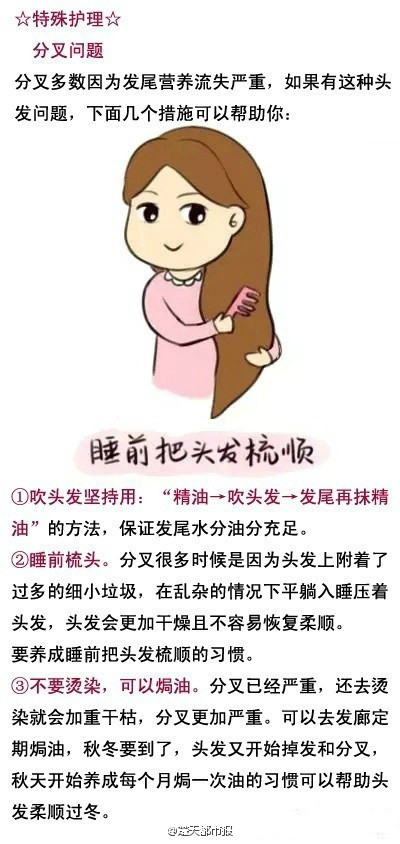 ☆特殊护理☆
分叉问题
分叉多数因为发尾营养流失严重，如果有这种头
发问题，下面几个措施可以帮助你：
睡前把头发梳顺
①吹头发坚持用：“精油→吹头发→发尾再抹精
油”的方法，保证发尾水分油分充足。
②睡前梳头。分叉很多时候是因为头发上附着了
过多的细小垃圾，在乱杂的情况下平躺入睡压着
头发，头发会更加干燥且不容易恢复柔顺。
要养成睡前把头发梳顺的习惯。
③不要烫染，可以焗油。分叉已经严重，还去烫
染就会加重干枯，分叉更加严重。可以去发廊定
期焗油，秋冬要到了，头发又开始掉发和分叉，
秋天开始养成每个月焗一次油的习惯可以帮助头
发柔顺过冬。
@楚天都市报